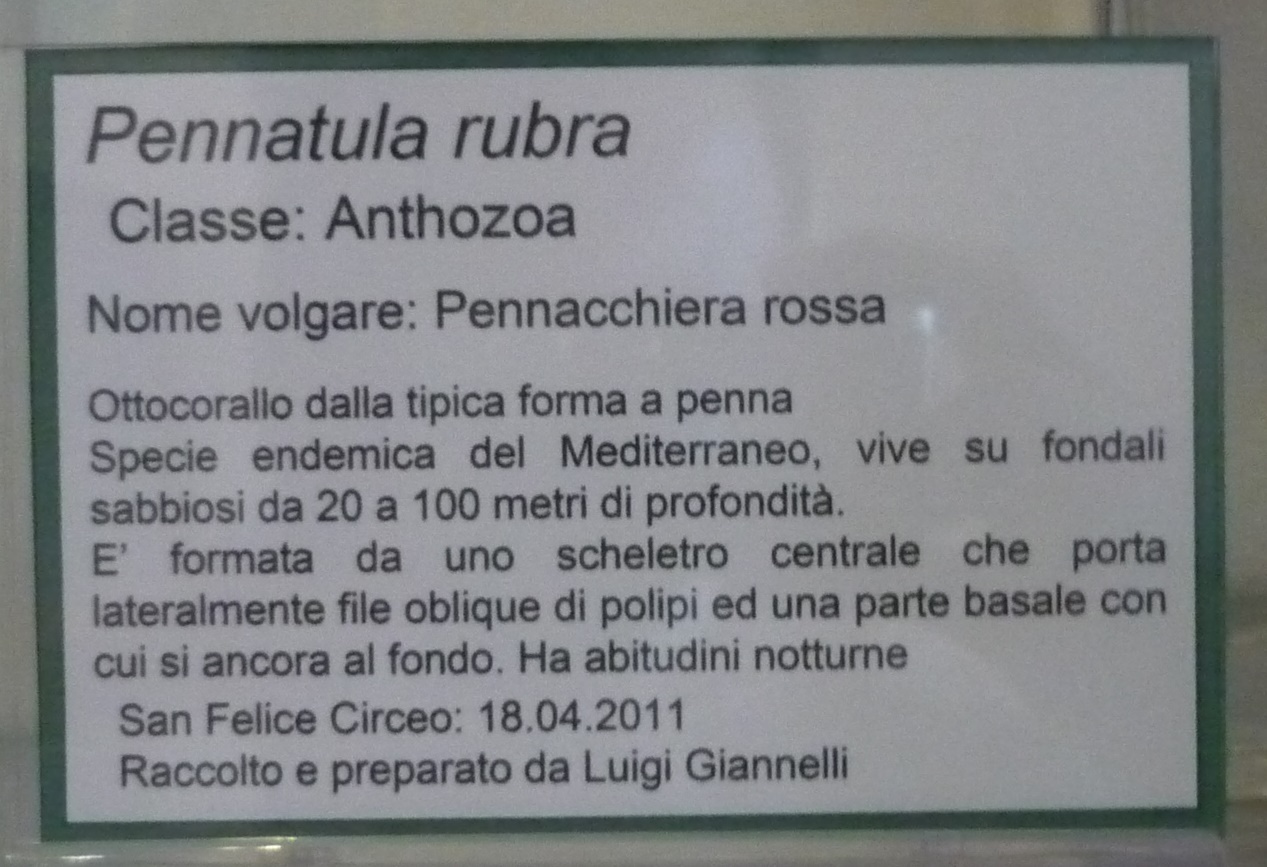 Pennatula rubra
Classe: Anthozoa
Nome volgare: Pennacchiera rossa
Ottocorallo dalla tipica forma a penna
Specie endemica del Mediterraneo, vive su fondali
sabbiosi da 20 a 100 metri di profondità.
E’ formata da uno scheletro centrale che porta
lateralmente file oblique di polipi ed una parte basale con
cui si ancora al fondo. Ha abitudini notturne
San Felice Circeo: 18.04.2011
Raccolto e preparato da Luigi Giannelli